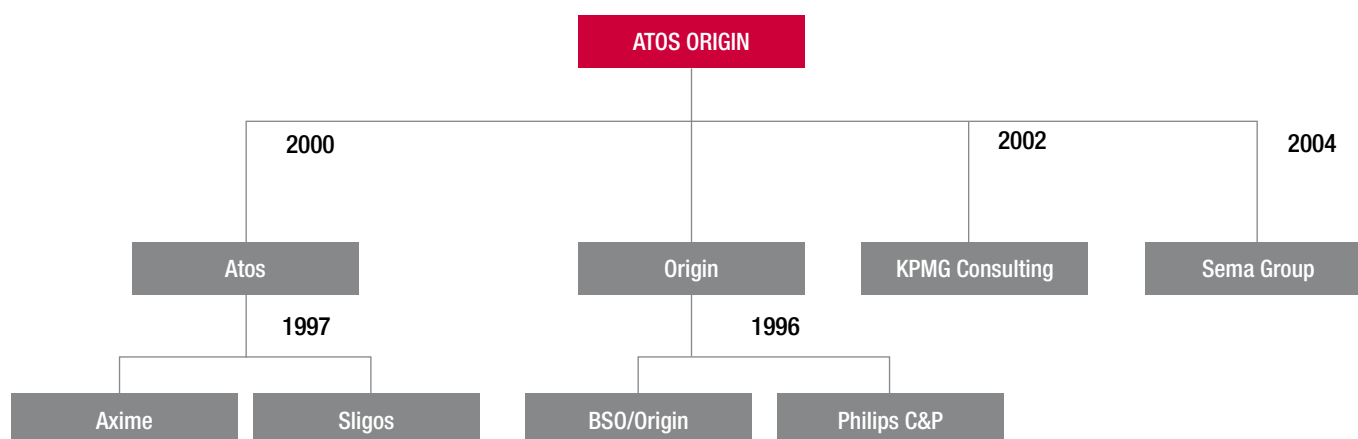 ATOS ORIGIN
2000
2002
2004
Atos
Origin
KPMG Consulting
Sema Group
1997
1996
Axime
Sligos
BSO/Origin
Philips C&P